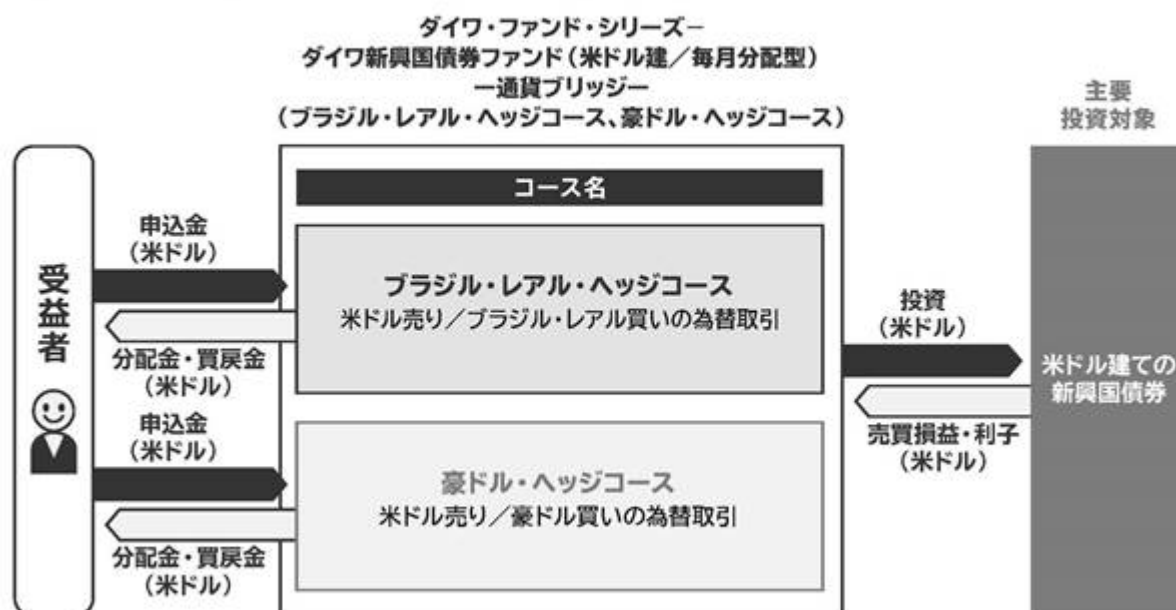 ダイワ・ファンド・シリーズ－
ダイワ新興国債券ファンド（米ドル建／毎月分配型）
ー通貨ブリッジー
（ブラジル・レアル・ヘッジコース、豪ドル・ヘッジコース）
主要
投資対象
コース名
受益者
申込金
（米ドル）
分配金・買戻金
（米ドル）
ブラジル・レアル・ヘッジコース
米ドル売り／ブラジル・レアル買いの為替取引
申込金
（米ドル）
分配金・買戻金
（米ドル）
豪ドル・ヘッジコース
米ドル売り／豪ドル買いの為替取引
投資
（米ドル）
売買損益・利子
（米ドル）
米ドル建ての
新興国債券